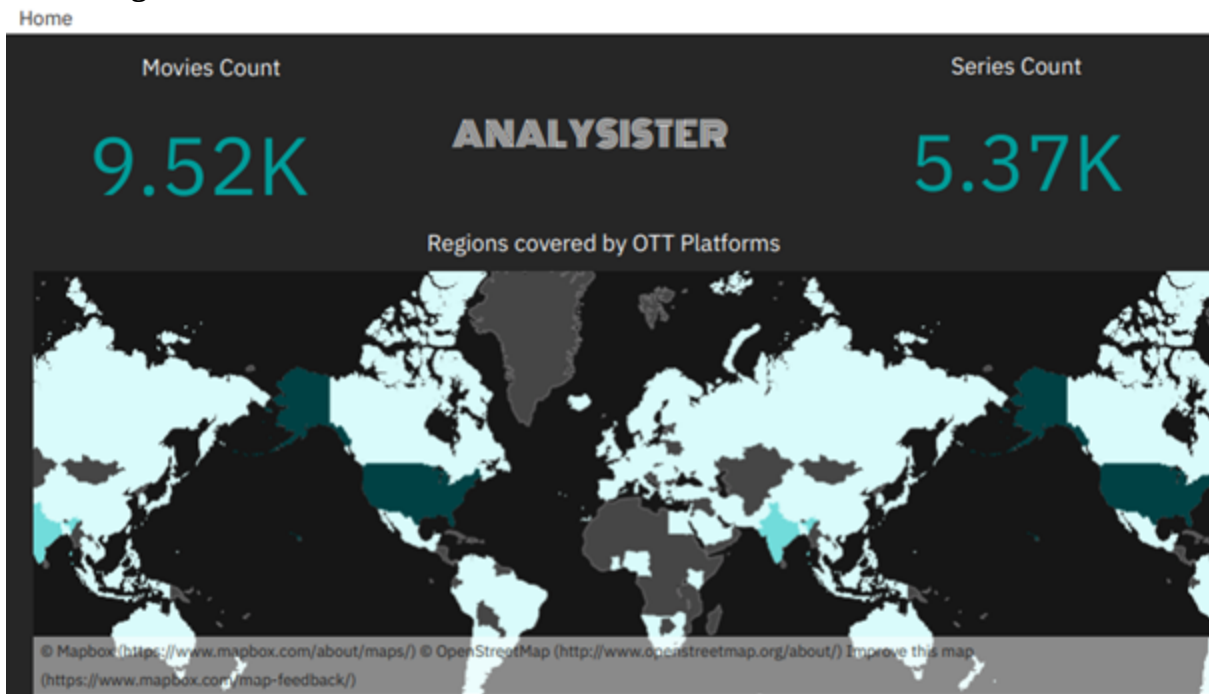 Home
Movies Count
Series Count
ANALYSISTER
9.52K
5.37K
Regions covered by OTT Platforms
© Mapbox (https://www.mapbox.com/about/maps/) © OpenStreetMap (http://www.openstreetmap.org/about/) Improve this map
(https://www.mapbox.com/map-feedback/)